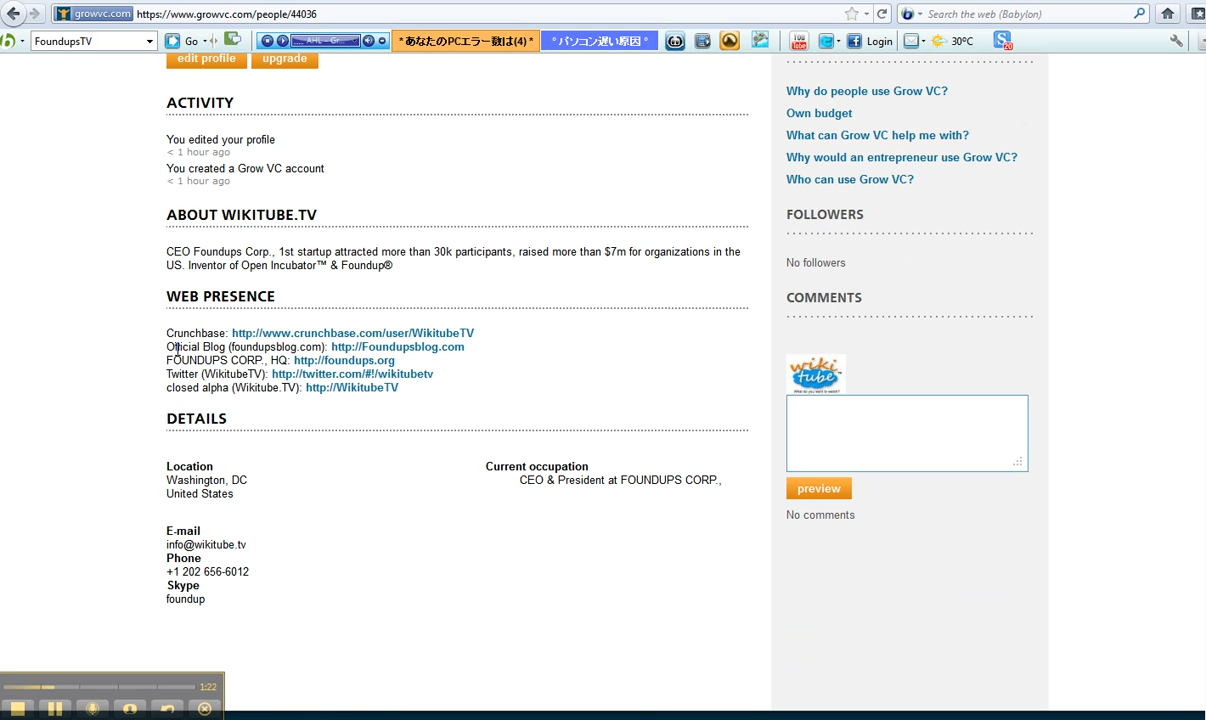 growvc.com
https://www.growvc.com/people/44036
Search the web (Babylon)
FoundupsTV
Go
AHL - Gr...
*あなたのPCエラー数は(4) *
° パソコン遅い原因 °
You
Tube
Login
30ºC
20
edit profile
upgrade
ACTIVITY
You edited your profile
< 1 hour ago
You created a Grow VC account
< 1 hour ago
ABOUT WIKITUBE.TV
CEO Foundups Corp., 1st startup attracted more than 30k participants, raised more than $7m for organizations in the
US. Inventor of Open Incubator™ & Foundup®
WEB PRESENCE
Crunchbase: http://www.crunchbase.com/user/WikitubeTV
Official Blog (foundupsblog.com): http://Foundupsblog.com
FOUNDUPS CORP., HQ: http://foundups.org
Twitter (WikitubeTV): http://twitter.com/#!/wikitubetv
closed alpha (Wikitube.TV): http://WikitubeTV
DETAILS
Location
Washington, DC
United States
Current occupation
CEO & President at FOUNDUPS CORP.,
E-mail
info@wikitube.tv
Phone
+1 202 656-6012
Skype
foundup
Why do people use Grow VC?
Own budget
What can Grow VC help me with?
Why would an entrepreneur use Grow VC?
Who can use Grow VC?
FOLLOWERS
No followers
COMMENTS
wiki
tube
preview
No comments
1:22